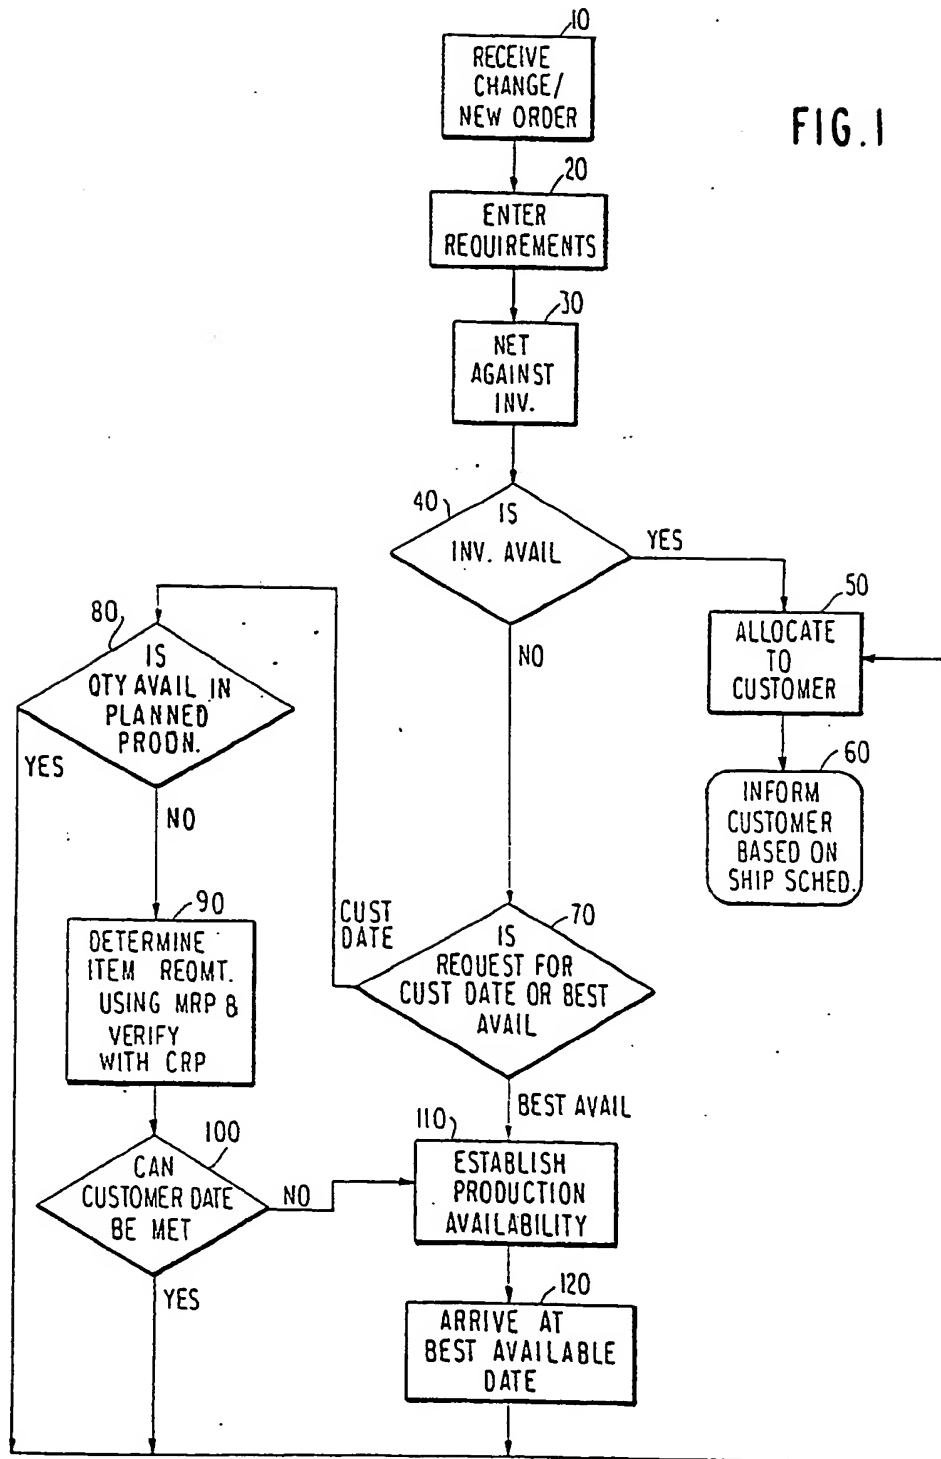 10
RECEIVE
CHANGE/
NEW ORDER
FIG.1
20
ENTER
REQUIREMENTS
30
NET
AGAINST
INV.
40
IS
INV. AVAIL
YES
NO
50
ALLOCATE
TO
CUSTOMER
60
INFORM
CUSTOMER
BASED ON
SHIP SCHED.
80
IS
QTY AVAIL IN
PLANNED
PRODN.
YES
NO
90
DETERMINE
ITEM REQMT.
USING MRP &
VERIFY
WITH CRP
CUST
DATE
70
IS
REQUEST FOR
CUST DATE OR BEST
AVAIL
BEST AVAIL
100
CAN
CUSTOMER DATE
BE MET
NO
YES
110
ESTABLISH
PRODUCTION
AVAILABILITY
120
ARRIVE AT
BEST AVAILABLE
DATE